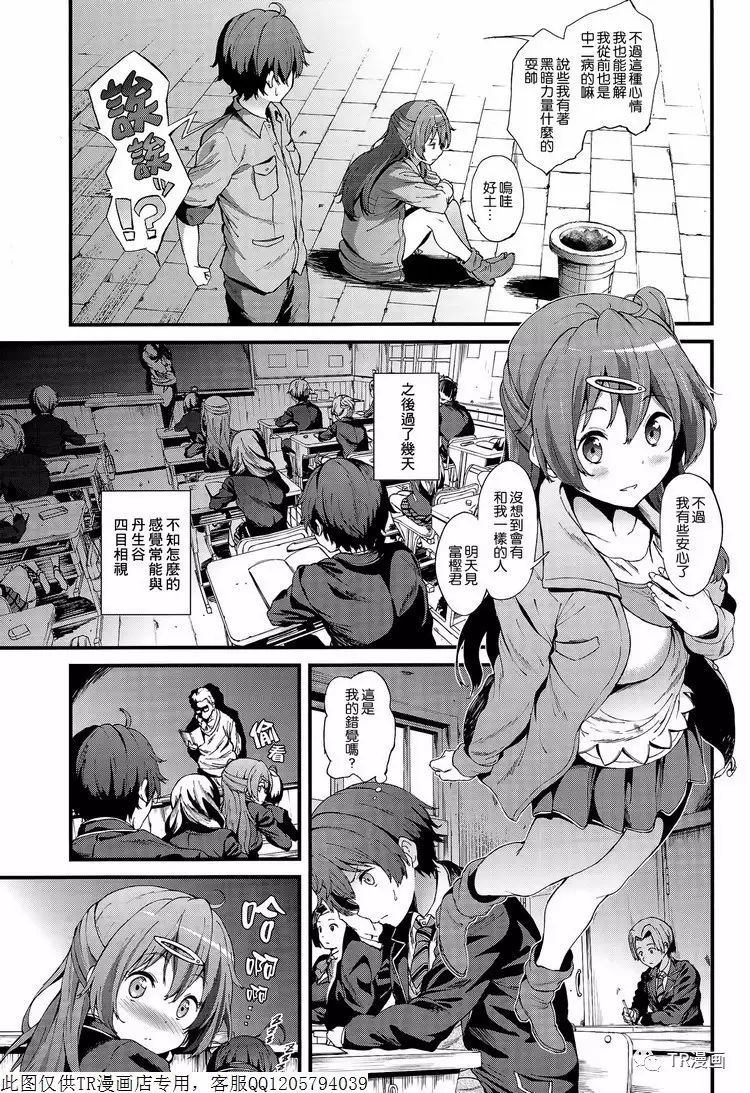 不過這種心情
我也能理解
我從前也是
中二病的嘛
說些我有著
黑暗力量什麼的
耍帥
嗚哇
好土…
誒誒ッ!?
不過
我有些安心了
沒想到會有
和我一樣的人
明天見
富樫君
之後過了幾天
不知怎麼的
感覺常能與
丹生谷
四目相視
這是
我的錯覺嗎?
偷看
哈啊啊…
TR漫画
此图仅供TR漫画店专用,客服QQ1205794039